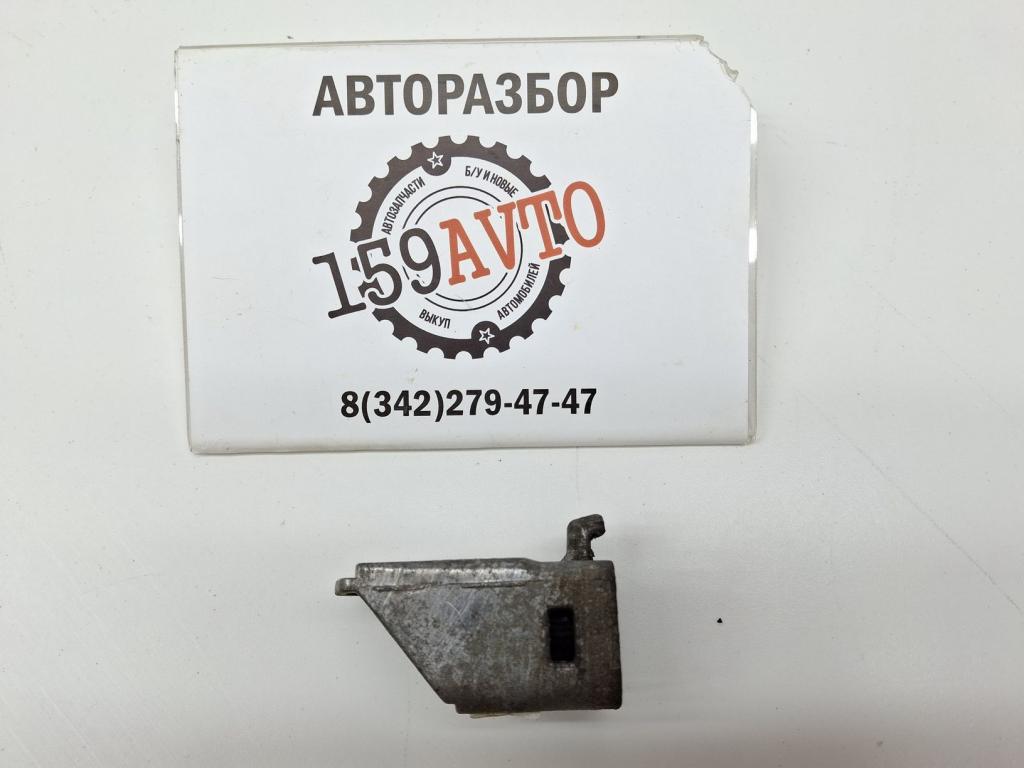 АВТОРАЗБОР
АВТОЗАПЧАСТИ
Б/У И НОВЫЕ
159AVTO
ВЫКУП
АВТОМОБИЛЕЙ
8(342)279-47-47